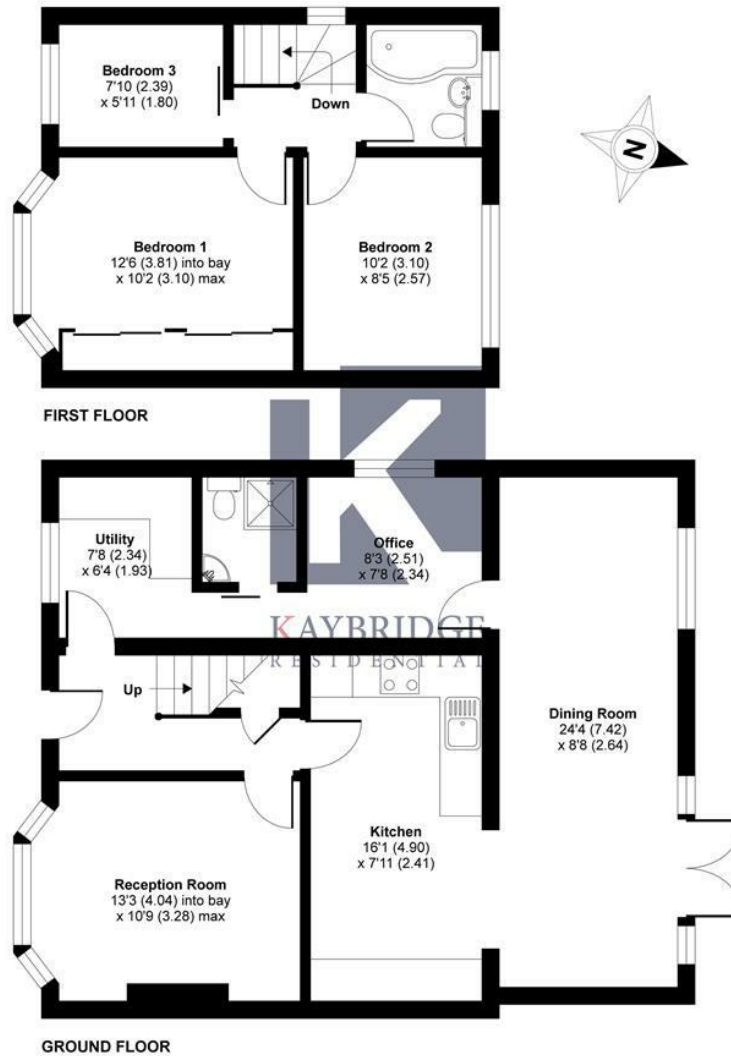 Bedroom 3
7'10 (2.39)
x 5'11 (1.80)
Down
N
Bedroom 1
12'6 (3.81) into bay
x 10'2 (3.10) max
Bedroom 2
10'2 (3.10)
x 8'5 (2.57)
FIRST FLOOR
K
Utility
7'8 (2.34)
x 6'4 (1.93)
Office
8'3 (2.51)
x 7'8 (2.34)
KAYBRIDGE
RESIDENTIAL
Up
Dining Room
24'4 (7.42)
x 8'8 (2.64)
Kitchen
16'1 (4.90)
x 7'11 (2.41)
Reception Room
13'3 (4.04) into bay
x 10'9 (3.28) max
GROUND FLOOR